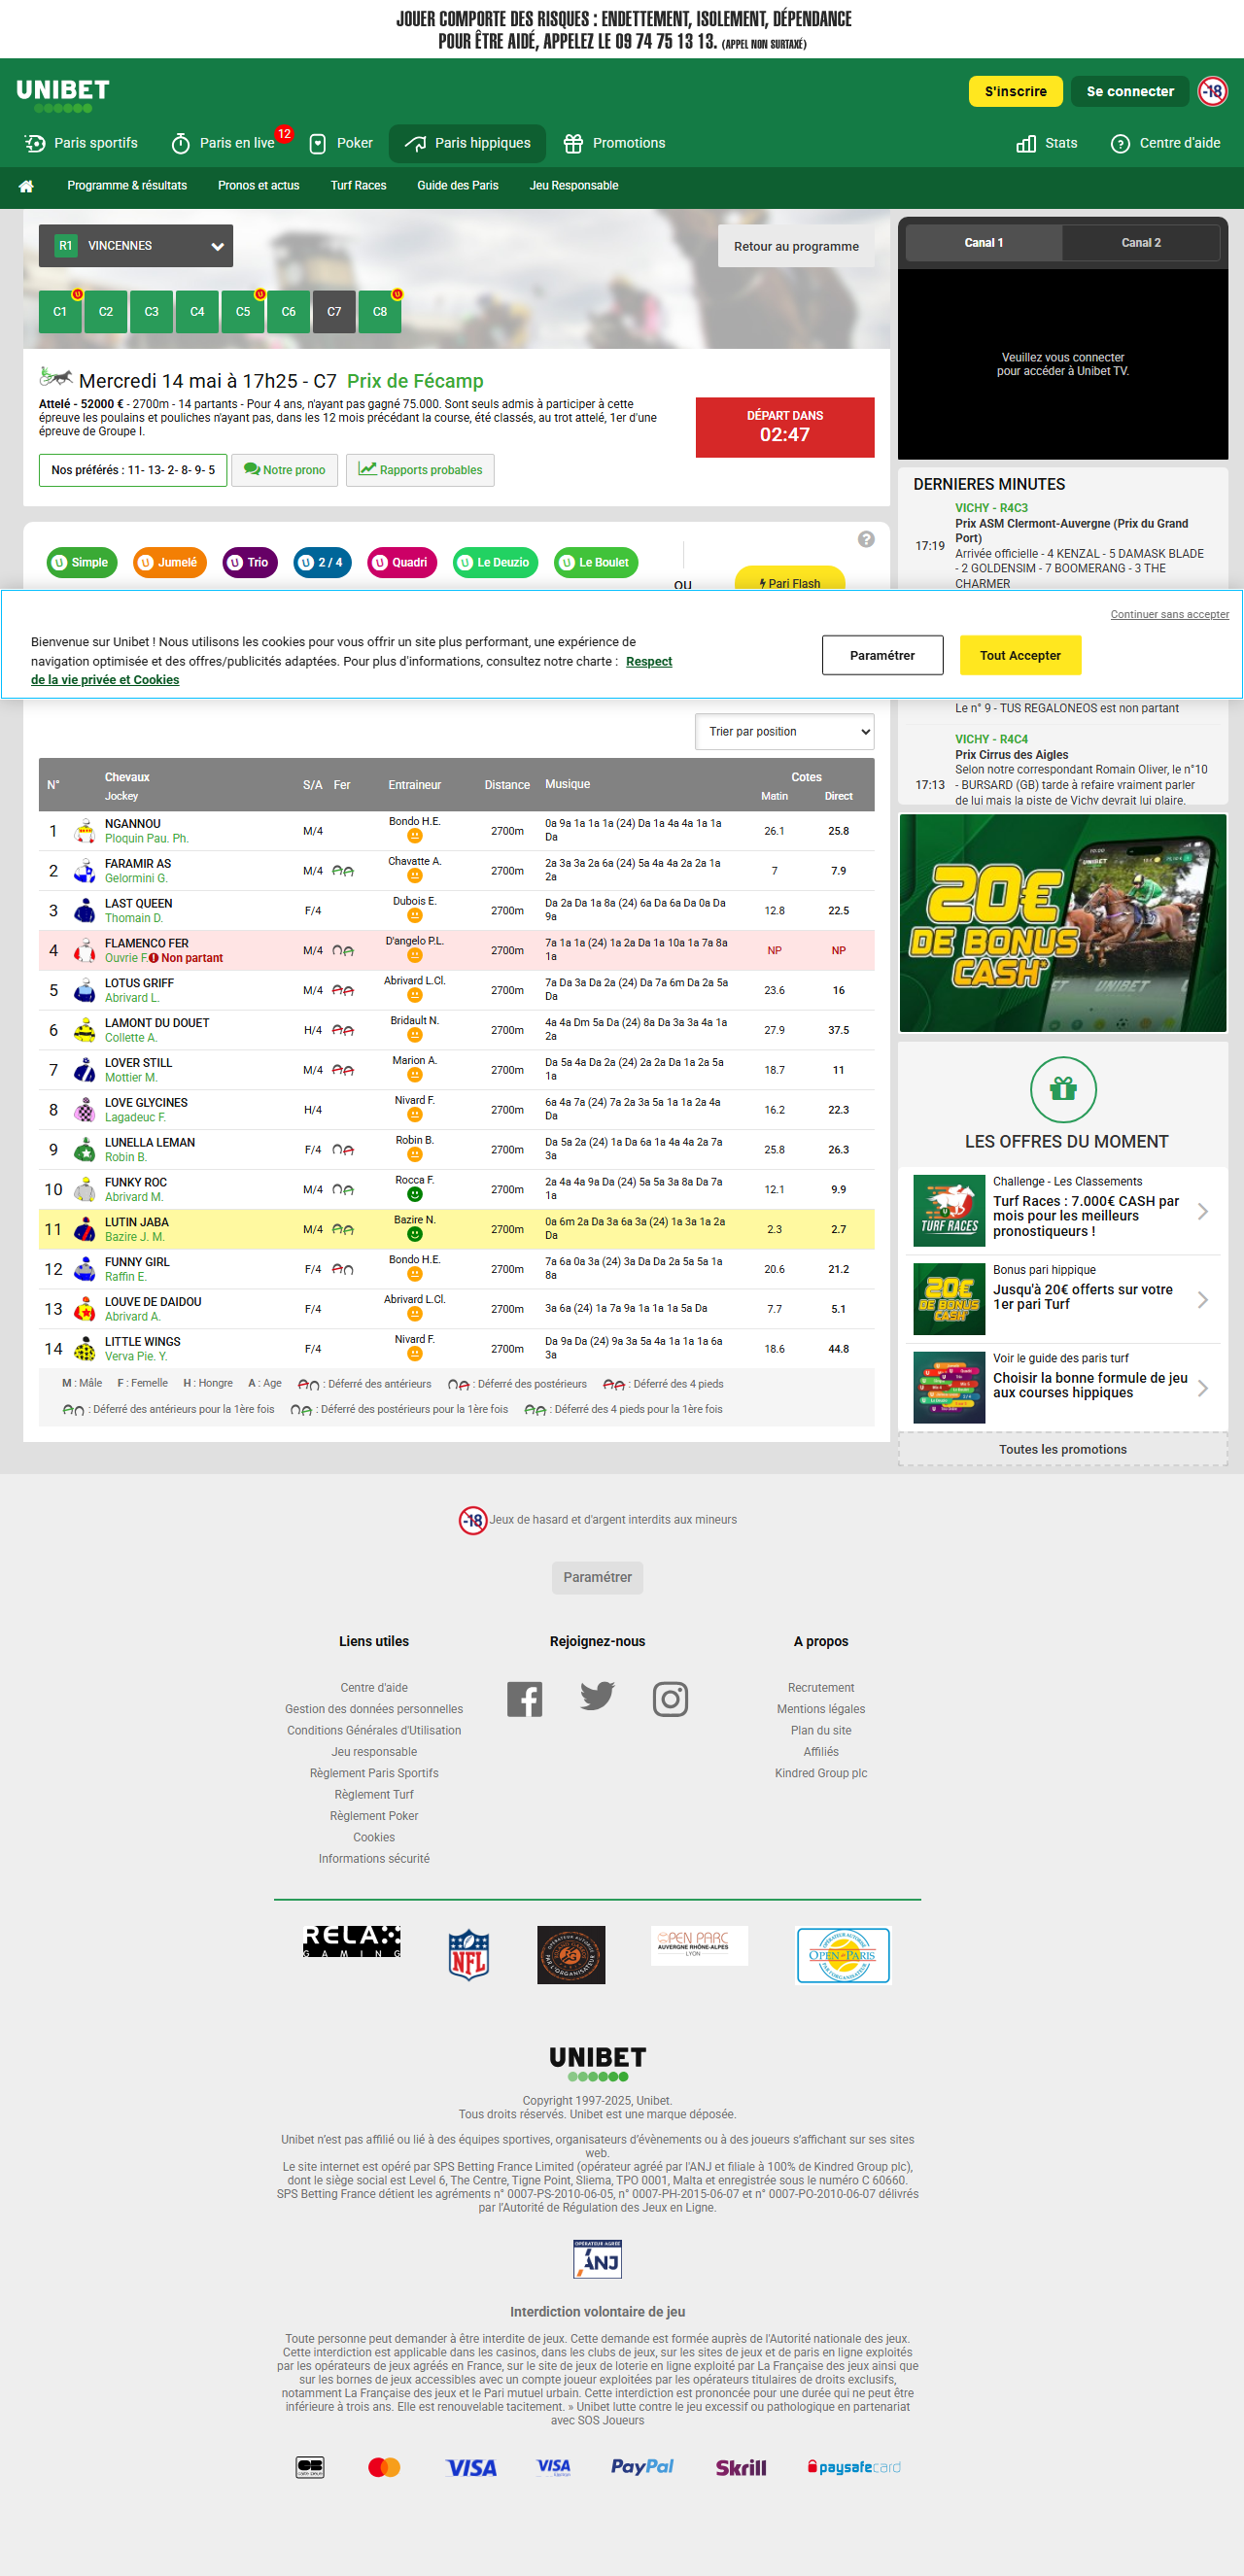 JOUER COMPORTE DES RISQUES : ENDETTEMENT, ISOLEMENT, DÉPENDANCE
POUR ÊTRE AIDÉ, APPELEZ LE 09 74 75 13 13. (APPEL NON SURTAXÉ)
UNIBET
S'inscrire
Se connecter
-18
Paris sportifs
Paris en live
12
Poker
Paris hippiques
Promotions
Stats
Centre d'aide
Programme & résultats
Pronos et actus
Turf Races
Guide des Paris
Jeu Responsable
R1 VINCENNES
Retour au programme
C1 C2 C3 C4 C5 C6 C7 C8
Mercredi 14 mai à 17h25 - C7 Prix de Fécamp
Attelé - 52000 € - 2700m - 14 partants - Pour 4 ans, n'ayant pas gagné 75.000. Sont seuls admis à participer à cette
épreuve les poulains et pouliches n'ayant pas, dans les 12 mois précédant la course, été classés, au trot attelé, 1er d'une
épreuve de Groupe I.
DÉPART DANS
02:47
Nos préférés : 11- 13- 2- 8- 9- 5
Notre prono
Rapports probables
Simple
Jumelé
Trio
2 / 4
Quadri
Le Deuzio
Le Boulet
OU
Pari Flash
Canal 1
Canal 2
Veuillez vous connecter
pour accéder à Unibet TV.
DERNIERES MINUTES
VICHY - R4C3
Prix ASM Clermont-Auvergne (Prix du Grand
Port)
17:19
Arrivée officielle - 4 KENZAL - 5 DAMASK BLADE
- 2 GOLDENSIM - 7 BOOMERANG - 3 THE
CHARMER
Continuer sans accepter
Bienvenue sur Unibet ! Nous utilisons les cookies pour vous offrir un site plus performant, une expérience de
navigation optimisée et des offres/publicités adaptées. Pour plus d'informations, consultez notre charte : Respect
de la vie privée et Cookies
Paramétrer
Tout Accepter
Le n° 9 - TUS REGALONEOS est non partant
VICHY - R4C4
Prix Cirrus des Aigles
17:13
Selon notre correspondant Romain Oliver, le n°10
- BURSARD (GB) tarde à refaire vraiment parler
de lui mais la piste de Vichy devrait lui plaire.
Trier par position
N° Chevaux S/A Fer Entraineur Distance Musique Cotes
Jockey Matin Direct
1 NGANNOU Ploquin Pau. Ph. M/4 Bondo H.E. 2700m 0a 9a 1a 1a 1a (24) Da 1a 4a 4a 1a 1a Da 26.1 25.8
2 FARAMIR AS Gelormini G. M/4 Chavatte A. 2700m 2a 3a 3a 2a 6a (24) 5a 4a 4a 2a 2a 1a 2a 7 7.9
3 LAST QUEEN Thomain D. F/4 Dubois E. 2700m Da 2a Da 1a 8a (24) 6a Da 6a Da 0a Da 9a 12.8 22.5
4 FLAMENCO FER Ouvrie F. Non partant M/4 D'angelo P.L. 2700m 7a 1a 1a (24) 1a 2a Da 1a 10a 1a 7a 8a 1a NP NP
5 LOTUS GRIFF Abrivard L. M/4 Abrivard L.Cl. 2700m 7a Da 3a Da 2a (24) Da 7a 6m Da 2a 5a Da 23.6 16
6 LAMONT DU DOUET Collette A. H/4 Bridault N. 2700m 4a 4a Dm 5a Da (24) 8a Da 3a 3a 4a 1a 2a 27.9 37.5
7 LOVER STILL Mottier M. M/4 Marion A. 2700m Da 5a 4a Da 2a (24) 2a 2a Da 1a 2a 5a 1a 18.7 11
8 LOVE GLYCINES Lagadeuc F. H/4 Nivard F. 2700m 6a 4a 7a (24) 7a 2a 3a 5a 1a 1a 2a 4a Da 16.2 22.3
9 LUNELLA LEMAN Robin B. F/4 Robin B. 2700m Da 5a 2a (24) 1a Da 6a 1a 4a 4a 2a 7a 3a 25.8 26.3
10 FUNKY ROC Abrivard M. M/4 Rocca F. 2700m 2a 4a 4a 9a Da (24) 5a 5a 3a 8a Da 7a 1a 12.1 9.9
11 LUTIN JABA Bazire J. M. M/4 Bazire N. 2700m 0a 6m 2a Da 3a 6a 3a (24) 1a 3a 1a 2a Da 2.3 2.7
12 FUNNY GIRL Raffin E. F/4 Bondo H.E. 2700m 7a 6a 0a 3a (24) 3a Da Da 2a 5a 5a 1a 8a 20.6 21.2
13 LOUVE DE DAIDOU Abrivard A. F/4 Abrivard L.Cl. 2700m 3a 6a (24) 1a 7a 9a 1a 1a 1a 5a Da 7.7 5.1
14 LITTLE WINGS Verva Pie. Y. F/4 Nivard F. 2700m Da 9a Da (24) 9a 3a 5a 4a 1a 1a 1a 6a 3a 18.6 44.8
M : Mâle F : Femelle H : Hongre A : Age : Déferré des antérieurs : Déferré des postérieurs : Déferré des 4 pieds
: Déferré des antérieurs pour la 1ère fois : Déferré des postérieurs pour la 1ère fois : Déferré des 4 pieds pour la 1ère fois
20€
DE BONUS
CASH*
UNIBET
LES OFFRES DU MOMENT
TURF RACES
Challenge - Les Classements
Turf Races : 7.000€ CASH par
mois pour les meilleurs
pronostiqueurs !
20€
DE BONUS
CASH*
Bonus pari hippique
Jusqu'à 20€ offerts sur votre
1er pari Turf
Voir le guide des paris turf
Choisir la bonne formule de jeu
aux courses hippiques
Toutes les promotions
-18 Jeux de hasard et d'argent interdits aux mineurs
Paramétrer
Liens utiles
Centre d'aide
Gestion des données personnelles
Conditions Générales d'Utilisation
Jeu responsable
Règlement Paris Sportifs
Règlement Turf
Règlement Poker
Cookies
Informations sécurité
Rejoignez-nous
A propos
Recrutement
Mentions légales
Plan du site
Affiliés
Kindred Group plc
RELAX
GAMING
NFL
OPEN PARC
AUVERGNE RHÔNE-ALPES
LYON
OPEN DE PARIS
UNIBET
Copyright 1997-2025, Unibet.
Tous droits réservés. Unibet est une marque déposée.
Unibet n'est pas affilié ou lié à des équipes sportives, organisateurs d'évènements ou à des joueurs s'affichant sur ses sites
web.
Le site internet est opéré par SPS Betting France Limited (opérateur agréé par l'ANJ et filiale à 100% de Kindred Group plc),
dont le siège social est Level 6, The Centre, Tigne Point, Sliema, TPO 0001, Malta et enregistrée sous le numéro C 60660.
SPS Betting France détient les agréments n° 0007-PS-2010-06-05, n° 0007-PH-2015-06-07 et n° 0007-PO-2010-06-07 délivrés
par l'Autorité de Régulation des Jeux en Ligne.
OPÉRATEUR AGRÉÉ
ANJ
Interdiction volontaire de jeu
Toute personne peut demander à être interdite de jeux. Cette demande est formée auprès de l'Autorité nationale des jeux.
Cette interdiction est applicable dans les casinos, dans les clubs de jeux, sur les sites de jeux et de paris en ligne exploités
par les opérateurs de jeux agréés en France, sur le site de jeux de loterie en ligne exploité par La Française des jeux ainsi que
sur les bornes de jeux accessibles avec un compte joueur exploitées par les opérateurs titulaires de droits exclusifs,
notamment La Française des jeux et le Pari mutuel urbain. Cette interdiction est prononcée pour une durée qui ne peut être
inférieure à trois ans. Elle est renouvelable tacitement. » Unibet lutte contre le jeu excessif ou pathologique en partenariat
avec SOS Joueurs
CB
VISA
VISA
PayPal
Skrill
paysafecard